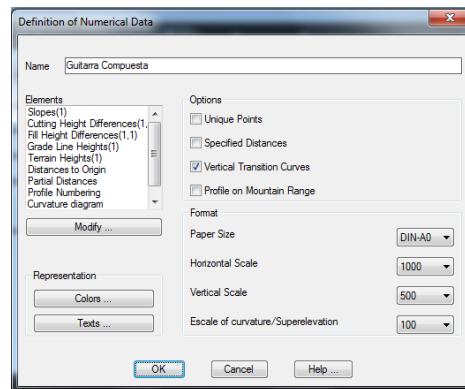 Definition of Numerical Data
Name Guitarra Compuesta
Elements
Slopes(1)
Cutting Height Differences(1,
Fill Height Differences(1,1)
Grade Line Heights(1)
Terrain Heights(1)
Distances to Origin
Partial Distances
Profile Numbering
Curvature diagram
Modify ...
Representation
Colors ...
Texts ...
Options
Unique Points
Specified Distances
Vertical Transition Curves
Profile on Mountain Range
Format
Paper Size DIN-A0
Horizontal Scale 1000
Vertical Scale 500
Escale of curvature/Superelevation 100
OK Cancel Help ...